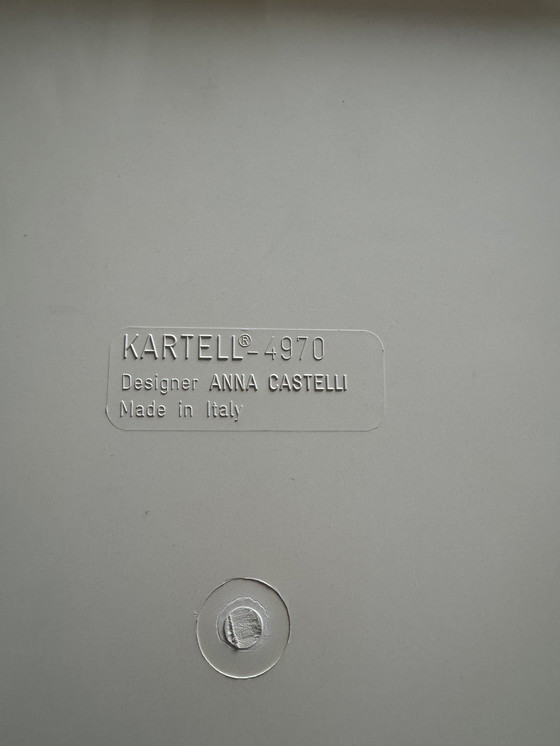 KARTELL®-4970
Designer ANNA CASTELLI
Made in Italy